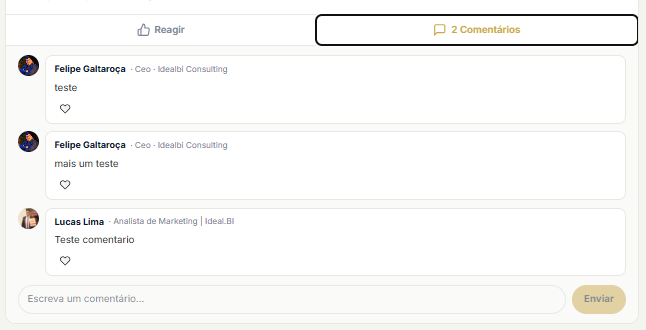 Reagir
2 Comentários
Felipe Galtaroça · Ceo · Idealbi Consulting
teste
Felipe Galtaroça · Ceo · Idealbi Consulting
mais um teste
Lucas Lima · Analista de Marketing | Ideal.BI
Teste comentario
Escreva um comentário...
Enviar